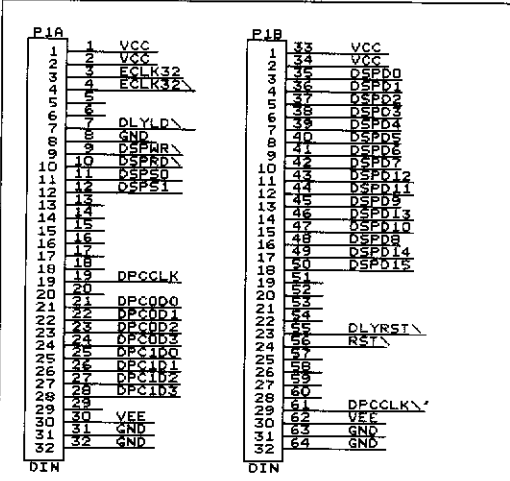 P1A
1 1 VCC
2 2 VCC
3 3 ECLK32
4 4 ECLK32\
5 5
6 6
7 7 DLYLD\
8 8 GND
9 9 DSPWR\
10 10 DSPRD\
11 11 DSPS0
12 12 DSPS1
13 13
14 14
15 15
16 16
17 17
18 18
19 19 DPCCLK
20 20
21 21 DPC0D0
22 22 DPC0D1
23 23 DPC0D2
24 24 DPC0D3
25 25 DPC1D0
26 26 DPC1D1
27 27 DPC1D2
28 28 DPC1D3
29 29
30 30 VEE
31 31 GND
32 32 GND
DIN
P1B
1 33 VCC
2 34 VCC
3 35 DSPD0
4 36 DSPD1
5 37 DSPD2
6 38 DSPD3
7 39 DSPD4
8 40 DSPD5
9 41 DSPD6
10 42 DSPD7
11 43 DSPD12
12 44 DSPD11
13 45 DSPD9
14 46 DSPD13
15 47 DSPD10
16 48 DSPD8
17 49 DSPD14
18 50 DSPD15
19 51
20 52
21 53
22 54
23 55 DLYRST\
24 56 RST\
25 57
26 58
27 59
28 60
29 61 DPCCLK\
30 62 VEE
31 63 GND
32 64 GND
DIN